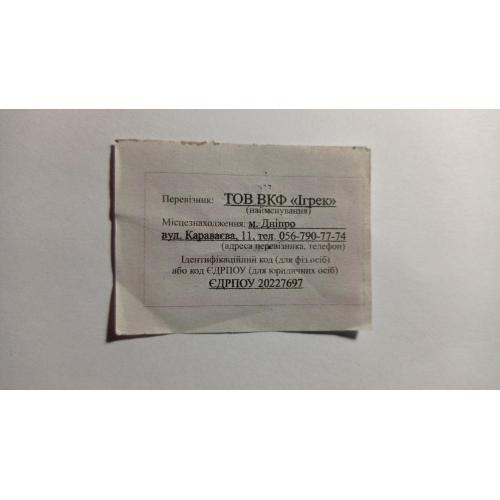 Перевізник: ТОВ ВКФ «Ігрек»
(найменування)
Місцезнаходження: м. Дніпро
вул. Караваєва, 11, тел. 056-790-77-74
(адреса перевізника, телефон)
Ідентифікаційний код (для фіз.осіб)
або код ЄДРПОУ (для юридичних осіб)
ЄДРПОУ 20227697